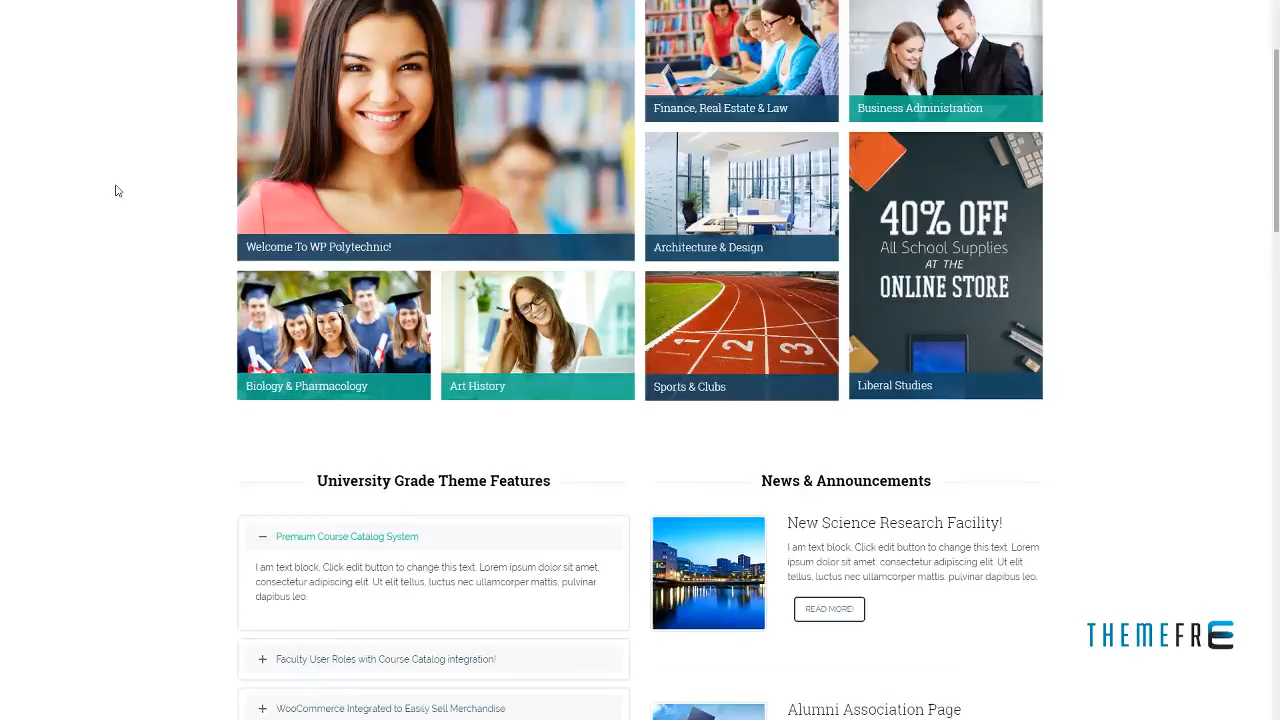 Finance, Real Estate & Law
Business Administration
Welcome To WP Polytechnic!
Architecture & Design
40% OFF
All School Supplies
AT THE
ONLINE STORE
Biology & Pharmacology
Art History
Sports & Clubs
1 2 3
Liberal Studies
University Grade Theme Features
Premium Course Catalog System
I am text block. Click edit button to change this text. Lorem ipsum dolor sit amet,
consectetur adipiscing elit. Ut elit tellus, luctus nec ullamcorper mattis, pulvinar
dapibus leo.
Faculty User Roles with Course Catalog integration!
WooCommerce Integrated to Easily Sell Merchandise
News & Announcements
New Science Research Facility!
I am text block. Click edit button to change this text. Lorem
ipsum dolor sit amet, consectetur adipiscing elit. Ut elit
tellus, luctus nec ullamcorper mattis, pulvinar dapibus leo.
READ MORE!
Alumni Association Page
THEMEFRE